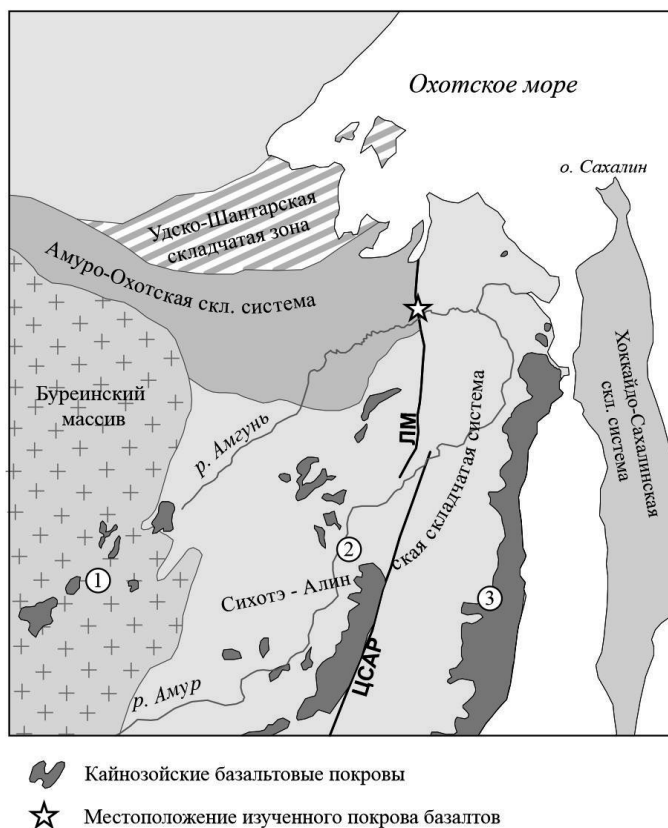 Охотское море
о. Сахалин
Удско-Шантарская
складчатая зона
Амуро-Охотская скл. система
Буреинский
массив
р. Амгунь
ЛМ
Хоккайдо-Сахалинская
скл. система
1
2
3
Сихотэ - Алин
ская складчатая система
р. Амур
ЦСАР
Кайнозойские базальтовые покровы
Местоположение изученного покрова базалтов